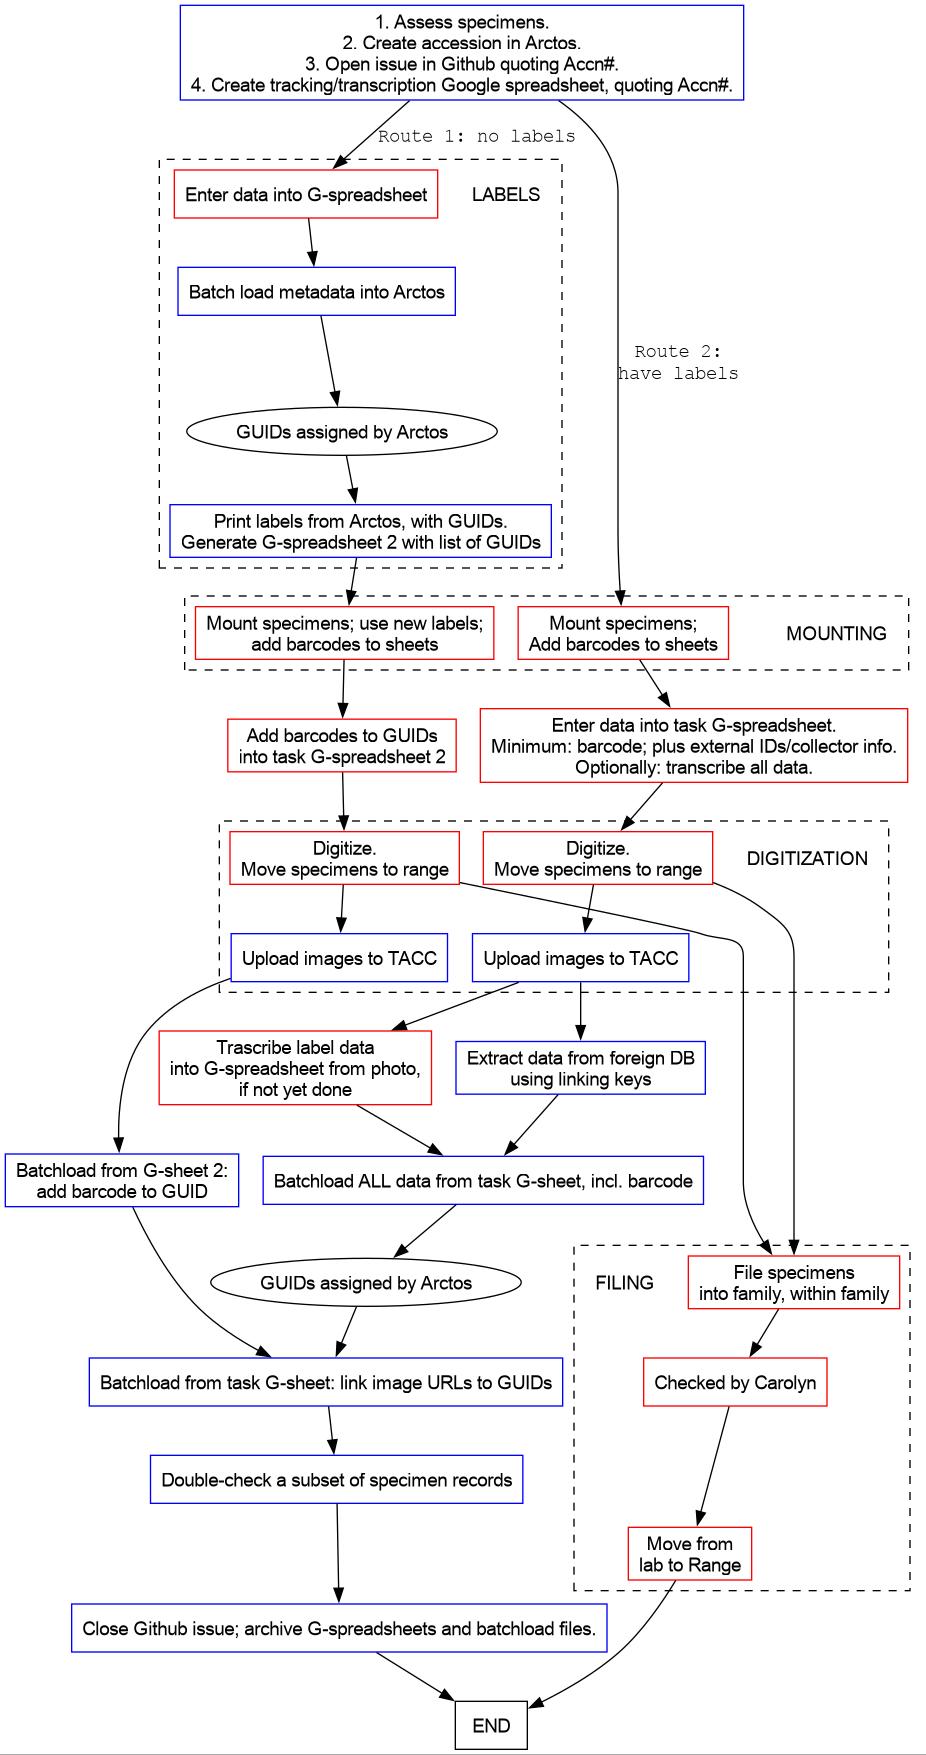 1. Assess specimens.
2. Create accession in Arctos.
3. Open issue in Github quoting Accn#.
4. Create tracking/transcription Google spreadsheet, quoting Accn#.
Route 1: no labels
Enter data into G-spreadsheet
LABELS
Batch load metadata into Arctos
Route 2:
have labels
GUIDs assigned by Arctos
Print labels from Arctos, with GUIDs.
Generate G-spreadsheet 2 with list of GUIDs
Mount specimens; use new labels;
add barcodes to sheets
Mount specimens;
Add barcodes to sheets
MOUNTING
Add barcodes to GUIDs
into task G-spreadsheet 2
Enter data into task G-spreadsheet.
Minimum: barcode; plus external IDs/collector info.
Optionally: transcribe all data.
Digitize.
Move specimens to range
Digitize.
Move specimens to range
DIGITIZATION
Upload images to TACC
Upload images to TACC
Trascribe label data
into G-spreadsheet from photo,
if not yet done
Extract data from foreign DB
using linking keys
Batchload from G-sheet 2:
add barcode to GUID
Batchload ALL data from task G-sheet, incl. barcode
GUIDs assigned by Arctos
FILING
File specimens
into family, within family
Batchload from task G-sheet: link image URLs to GUIDs
Checked by Carolyn
Double-check a subset of specimen records
Move from
lab to Range
Close Github issue; archive G-spreadsheets and batchload files.
END